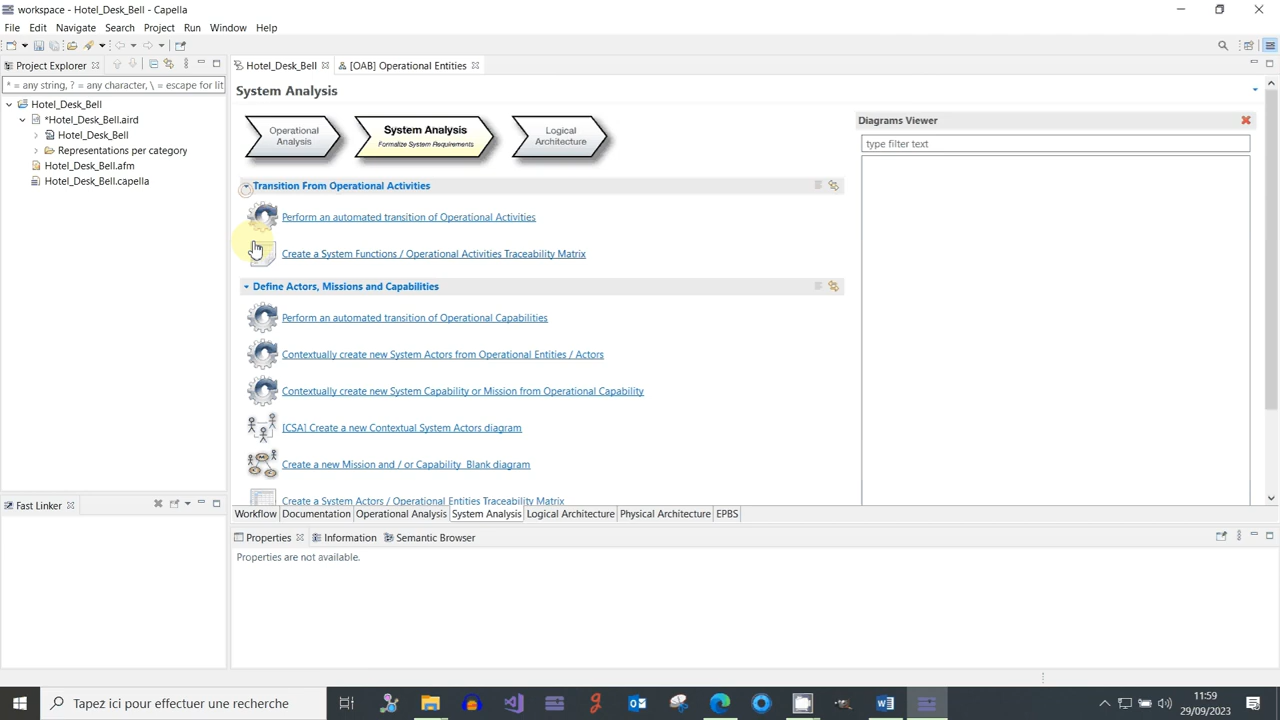 workspace - Hotel_Desk_Bell - Capella
File Edit Navigate Search Project Run Window Help
Project Explorer
* = any string, ? = any character, \ = escape for lit
Hotel_Desk_Bell
*Hotel_Desk_Bell.aird
Hotel_Desk_Bell
Representations per category
Hotel_Desk_Bell.afm
Hotel_Desk_Bell.capella
Fast Linker
Hotel_Desk_Bell [OAB] Operational Entities
System Analysis
Operational Analysis
System Analysis
Formalize System Requirements
Logical Architecture
Transition From Operational Activities
Perform an automated transition of Operational Activities
Create a System Functions / Operational Activities Traceability Matrix
Define Actors, Missions and Capabilities
Perform an automated transition of Operational Capabilities
Contextually create new System Actors from Operational Entities / Actors
Contextually create new System Capability or Mission from Operational Capability
[CSA] Create a new Contextual System Actors diagram
Create a new Mission and / or Capability Blank diagram
Create a System Actors / Operational Entities Traceability Matrix
Diagrams Viewer
type filter text
Workflow Documentation Operational Analysis System Analysis Logical Architecture Physical Architecture EPBS
Properties Information Semantic Browser
Properties are not available.
Tapez ici pour effectuer une recherche
11:59
29/09/2023